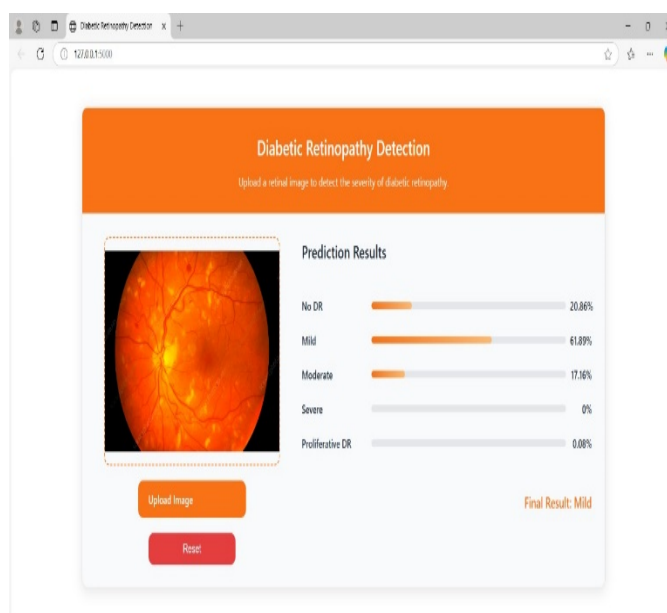 Diabetic Retinopathy Detection
127.0.0.1:5000
Diabetic Retinopathy Detection
Upload a retinal image to detect the severity of diabetic retinopathy
Prediction Results
No DR 20.86%
Mild 61.89%
Moderate 17.16%
Severe 0%
Proliferative DR 0.08%
Upload Image
Final Result: Mild
Reset